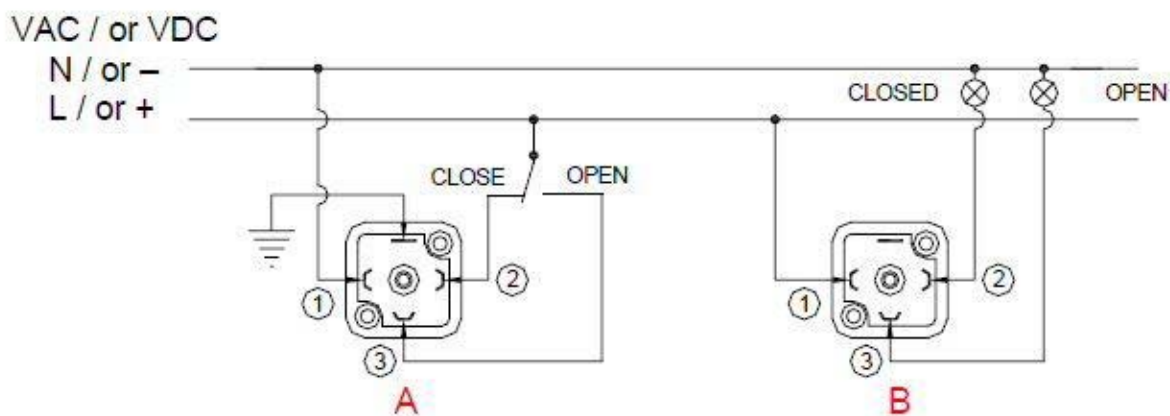 VAC / or VDC
N / or –
L / or +
CLOSED
OPEN
CLOSE
OPEN
1
2
3
A
1
2
3
B